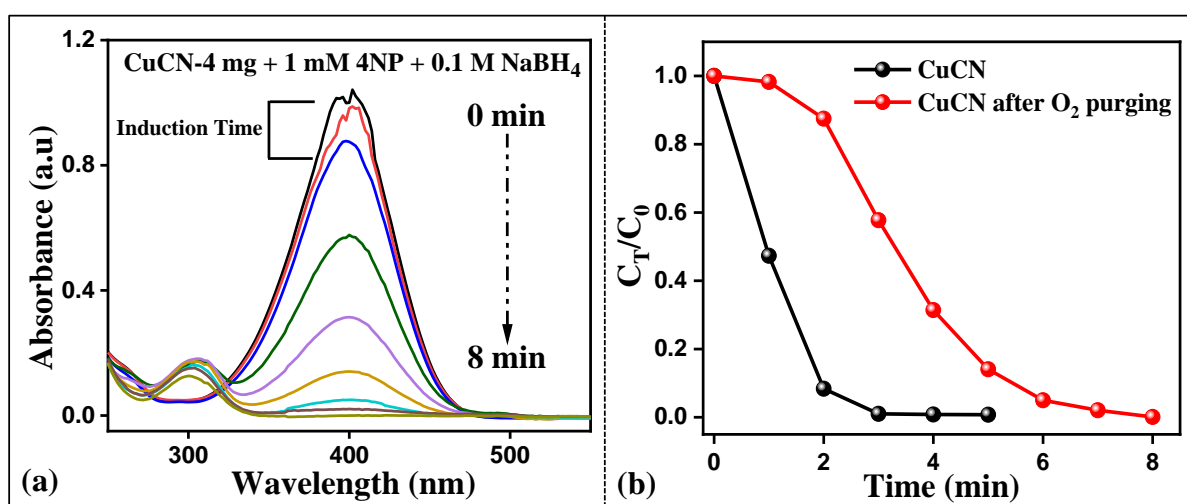 CuCN-4 mg + 1 mM 4NP + 0.1 M NaBH₄
Induction Time
0 min
8 min
1.2
0.8
0.4
0.0
Absorbance (a.u)
300
400
500
Wavelength (nm)
(a)
CuCN
CuCN after O₂ purging
1.0
0.8
0.6
0.4
0.2
0.0
C_T/C₀
0
2
4
6
8
Time (min)
(b)